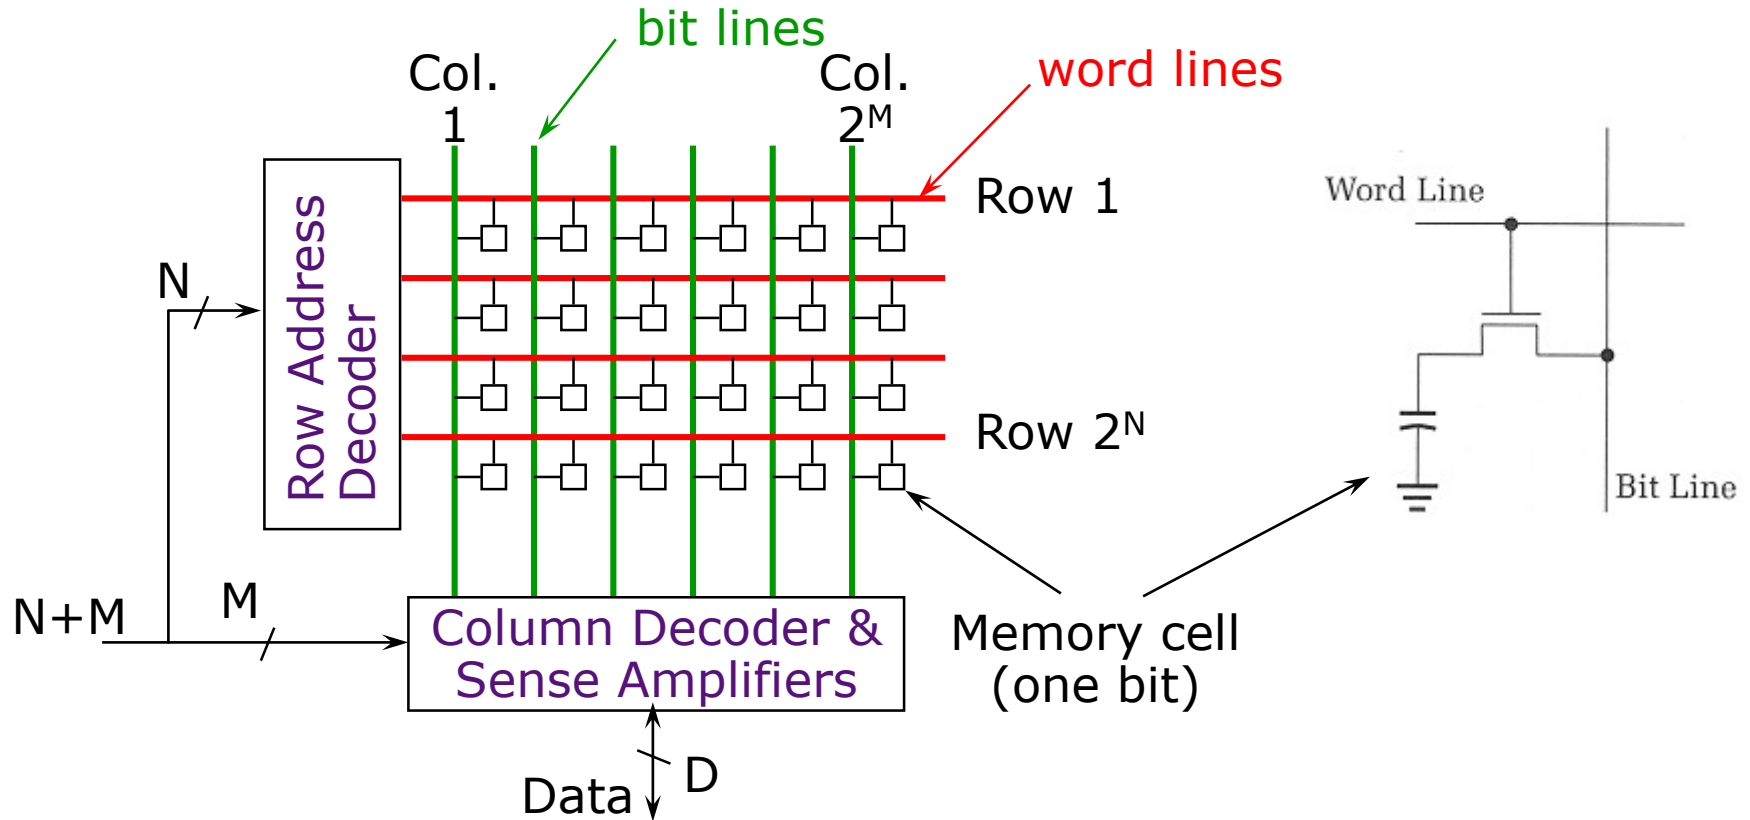 bit lines
Col.
1
Col.
2ᴹ
word lines
Row Address
Decoder
Row 1
Word Line
N
Row 2ᴺ
Bit Line
N+M
M
Column Decoder &
Sense Amplifiers
Memory cell
(one bit)
D
Data